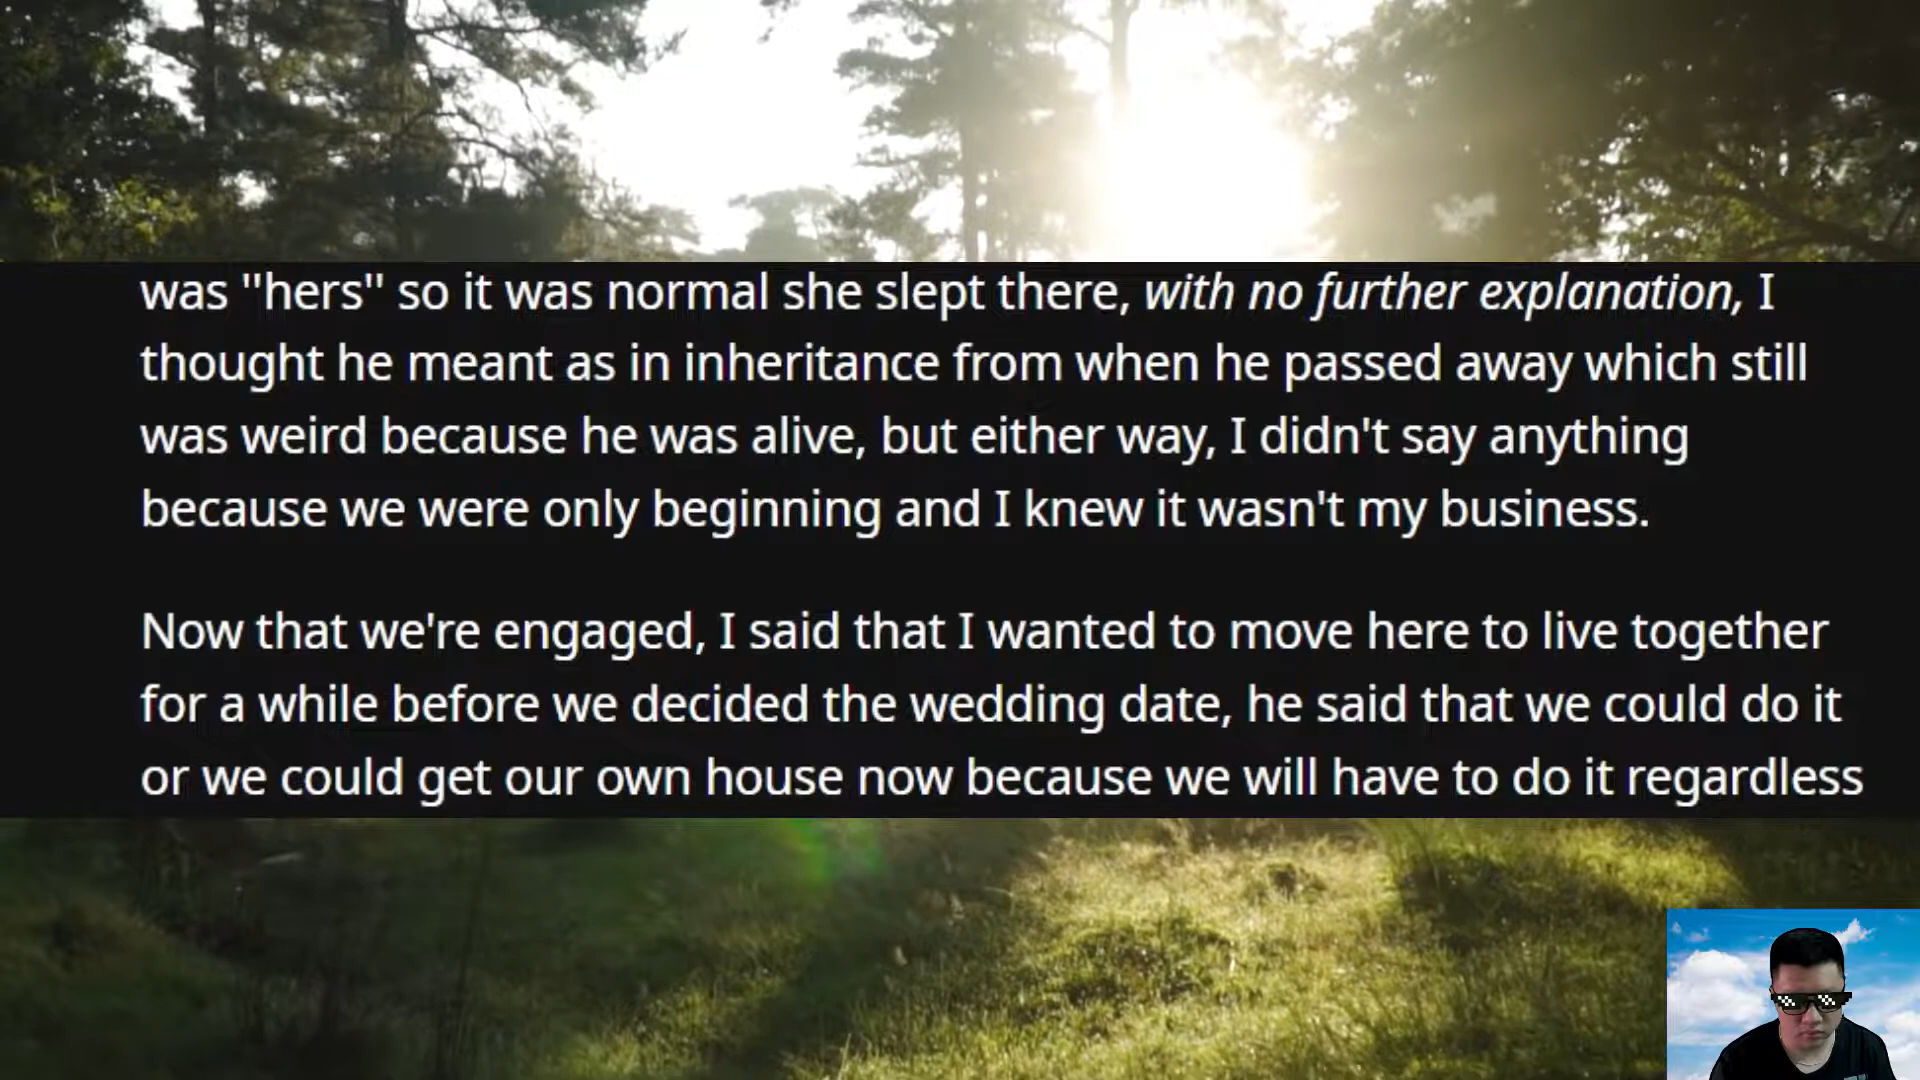 was "hers" so it was normal she slept there, with no further explanation, I
thought he meant as in inheritance from when he passed away which still
was weird because he was alive, but either way, I didn't say anything
because we were only beginning and I knew it wasn't my business.
Now that we're engaged, I said that I wanted to move here to live together
for a while before we decided the wedding date, he said that we could do it
or we could get our own house now because we will have to do it regardless